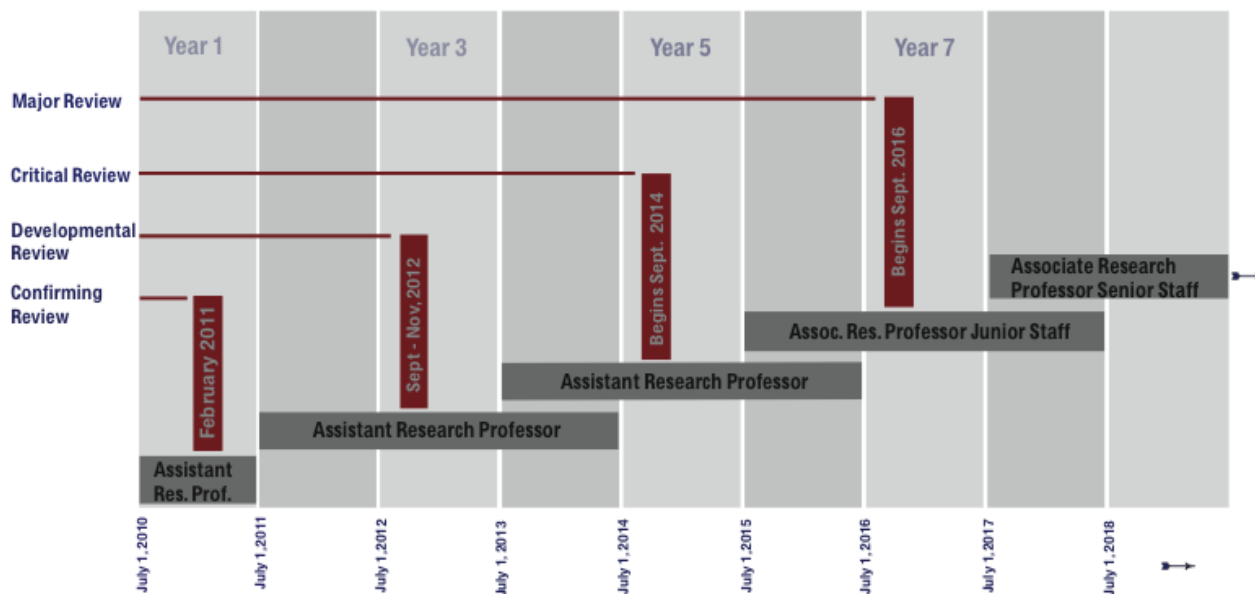 Year 1
Year 3
Year 5
Year 7
Major Review
Critical Review
Developmental
Review
Confirming
Review
February 2011
Sept - Nov, 2012
Begins Sept. 2014
Begins Sept. 2016
Associate Research
Professor Senior Staff
Assoc. Res. Professor Junior Staff
Assistant Research Professor
Assistant Research Professor
Assistant
Res. Prof.
July 1, 2010
July 1, 2011
July 1, 2012
July 1, 2013
July 1, 2014
July 1, 2015
July 1, 2016
July 1, 2017
July 1, 2018